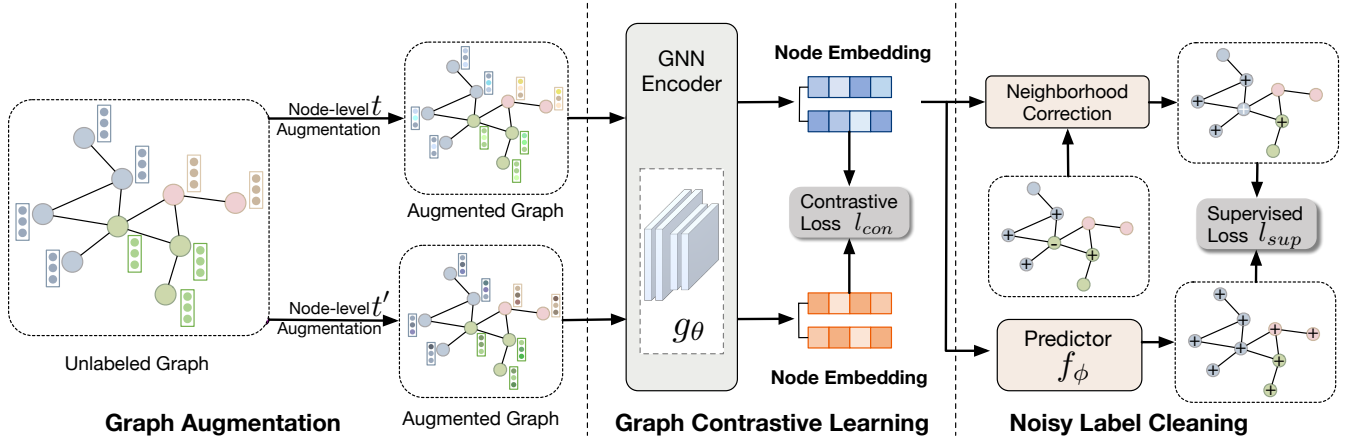 Node-level t
Augmentation
Unlabeled Graph
Node-level t′
Augmentation
Augmented Graph
Augmented Graph
Graph Augmentation
GNN
Encoder
g_θ
Node Embedding
Contrastive
Loss l_con
Node Embedding
Graph Contrastive Learning
Neighborhood
Correction
Supervised
Loss l_sup
Predictor
f_ϕ
Noisy Label Cleaning